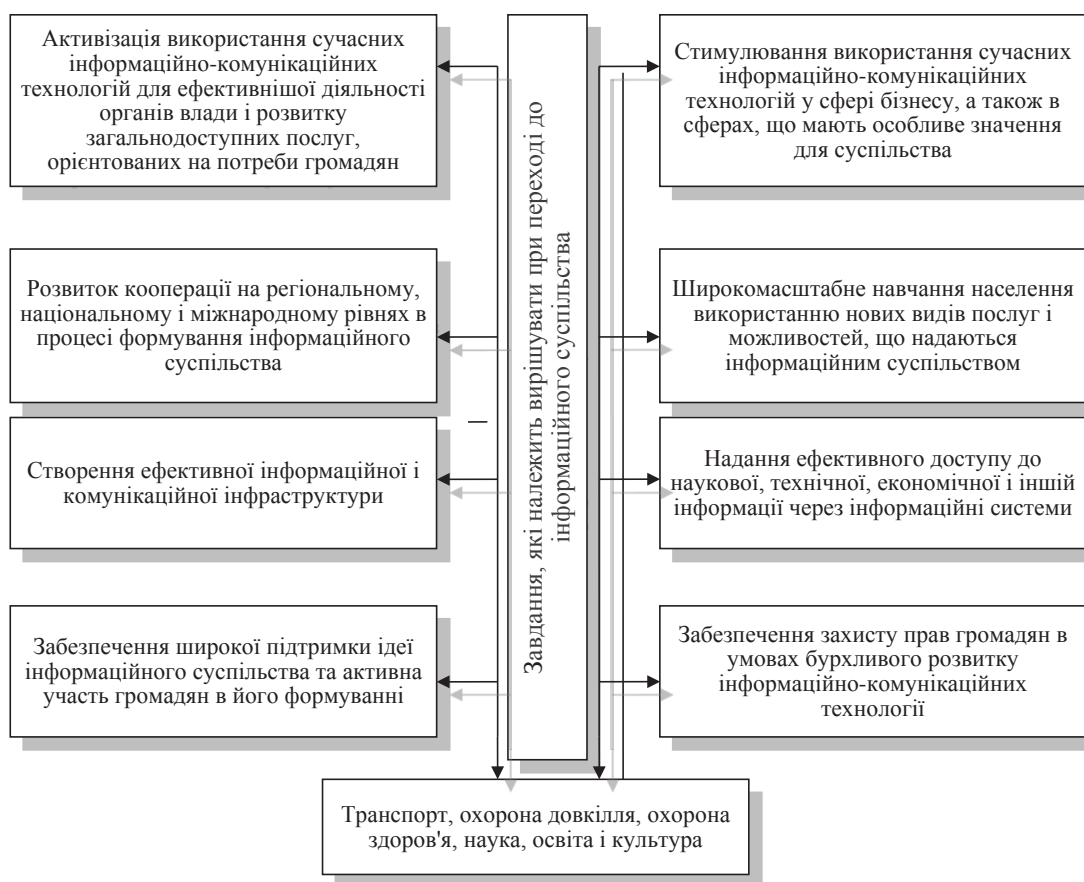 Активізація використання сучасних
інформаційно-комунікаційних
технологій для ефективнішої діяльності
органів влади і розвитку
загальнодоступних послуг,
орієнтованих на потреби громадян
Розвиток кооперації на регіональному,
національному і міжнародному рівнях в
процесі формування інформаційного
суспільства
Створення ефективної інформаційної і
комунікаційної інфраструктури
Забезпечення широкої підтримки ідеї
інформаційного суспільства та активна
участь громадян в його формуванні
Завдання, які належить вирішувати при переході до
інформаційного суспільства
Стимулювання використання сучасних
інформаційно-комунікаційних
технологій у сфері бізнесу, а також в
сферах, що мають особливе значення
для суспільства
Широкомасштабне навчання населення
використанню нових видів послуг і
можливостей, що надаються
інформаційним суспільством
Надання ефективного доступу до
наукової, технічної, економічної і іншій
інформації через інформаційні системи
Забезпечення захисту прав громадян в
умовах бурхливого розвитку
інформаційно-комунікаційних
технології
Транспорт, охорона довкілля, охорона
здоров'я, наука, освіта і культура